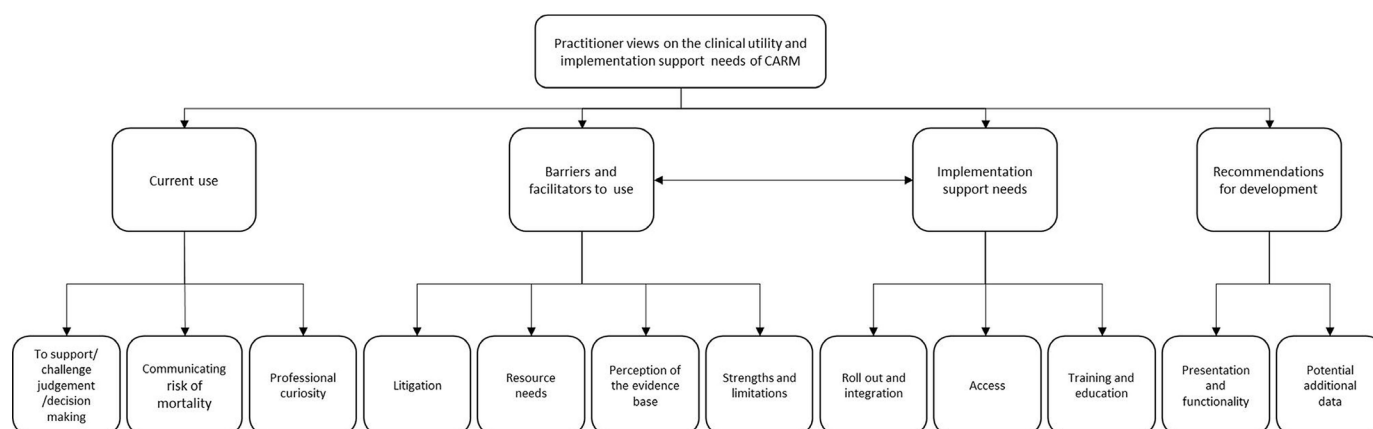 Practitioner views on the clinical utility and
implementation support needs of CARM
Current use
Barriers and
facilitators to use
Implementation
support needs
Recommendations
for development
To support/
challenge
judgement
/decision
making
Communicating
risk of
mortality
Professional
curiosity
Litigation
Resource
needs
Perception of
the evidence
base
Strengths and
limitations
Roll out and
integration
Access
Training and
education
Presentation
and
functionality
Potential
additional
data